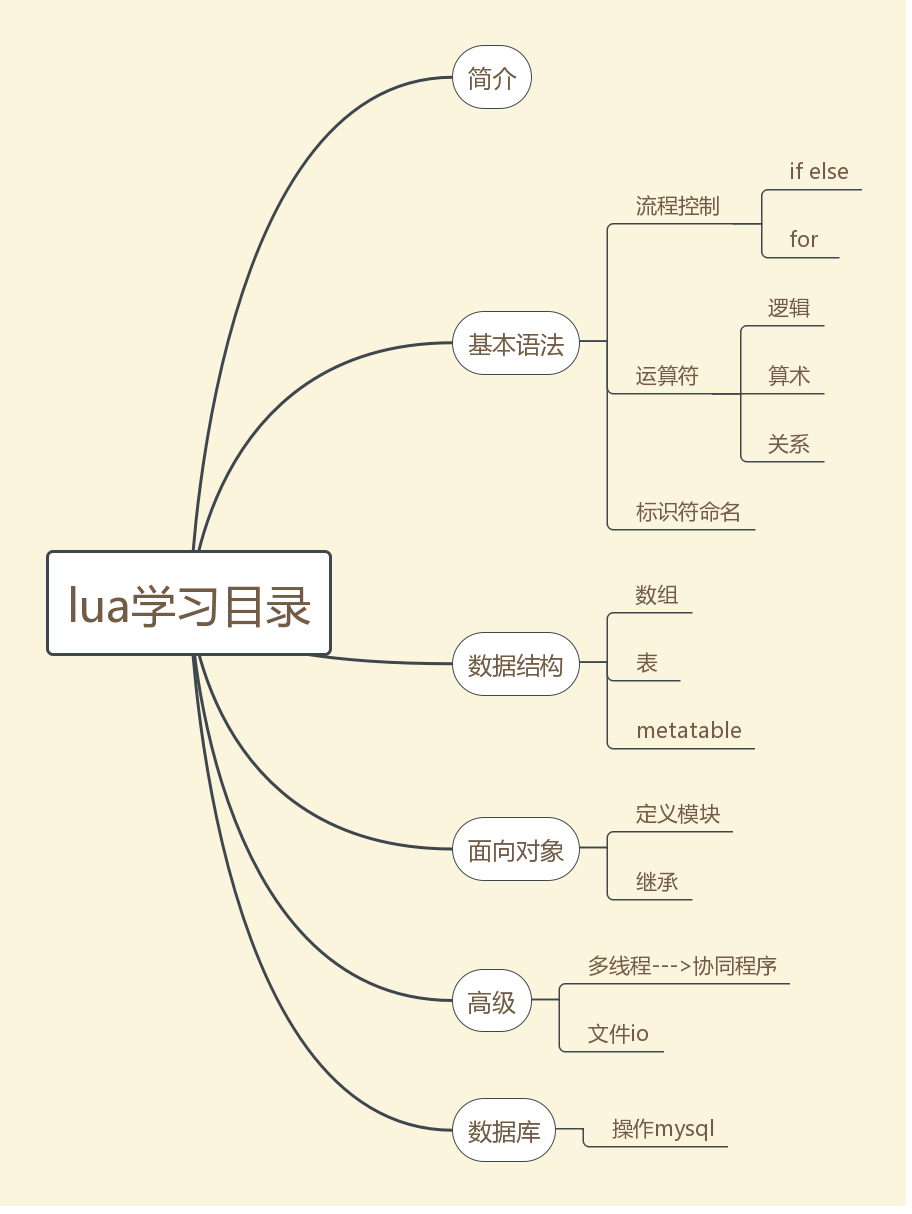 lua学习目录
简介
基本语法
流程控制
if else
for
运算符
逻辑
算术
关系
标识符命名
数据结构
数组
表
metatable
面向对象
定义模块
继承
高级
多线程--->协同程序
文件io
数据库
操作mysql